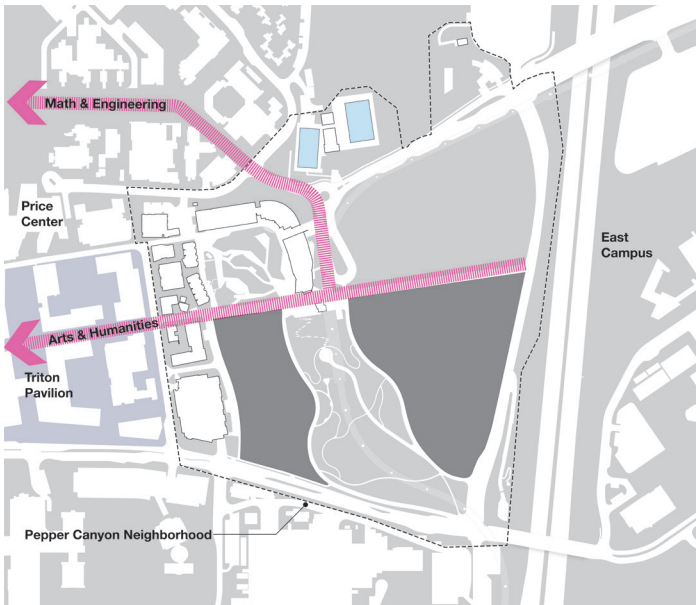 Math & Engineering
Price
Center
East
Campus
Arts & Humanities
Triton
Pavilion
Pepper Canyon Neighborhood